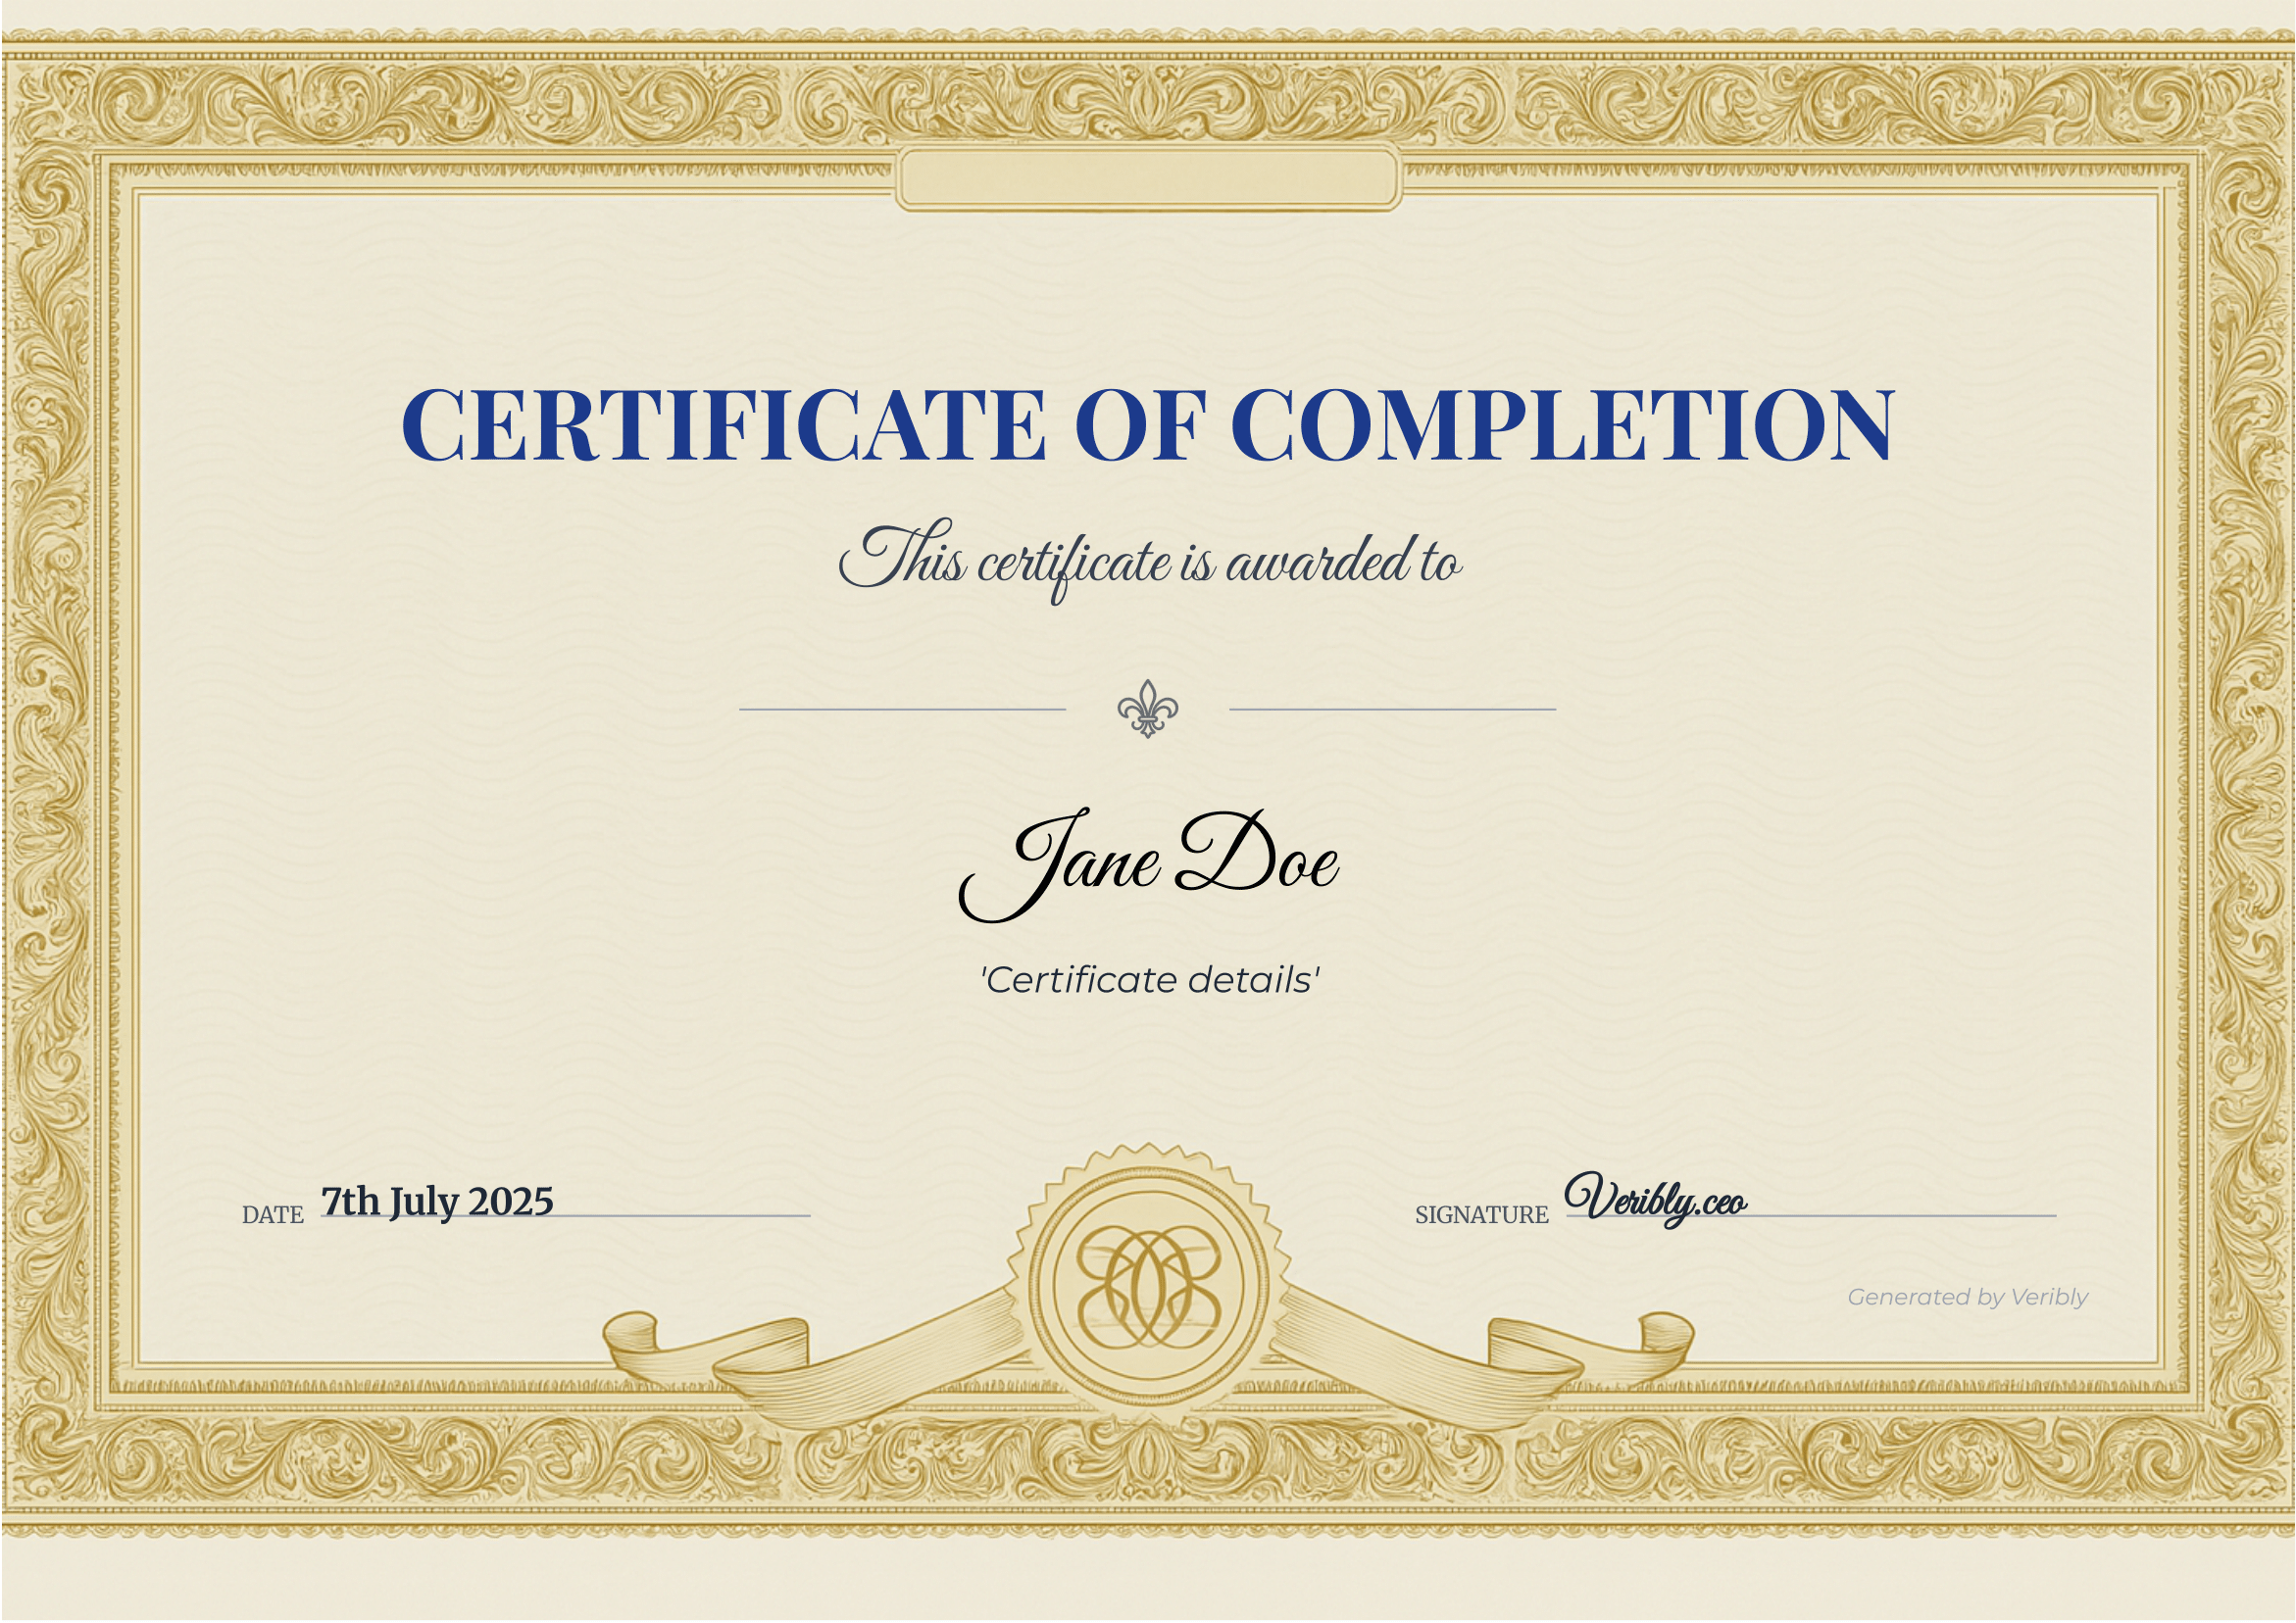 CERTIFICATE OF COMPLETION
This certificate is awarded to
Jane Doe
'Certificate details'
DATE 7th July 2025
SIGNATURE Veribly.ceo
Generated by Veribly